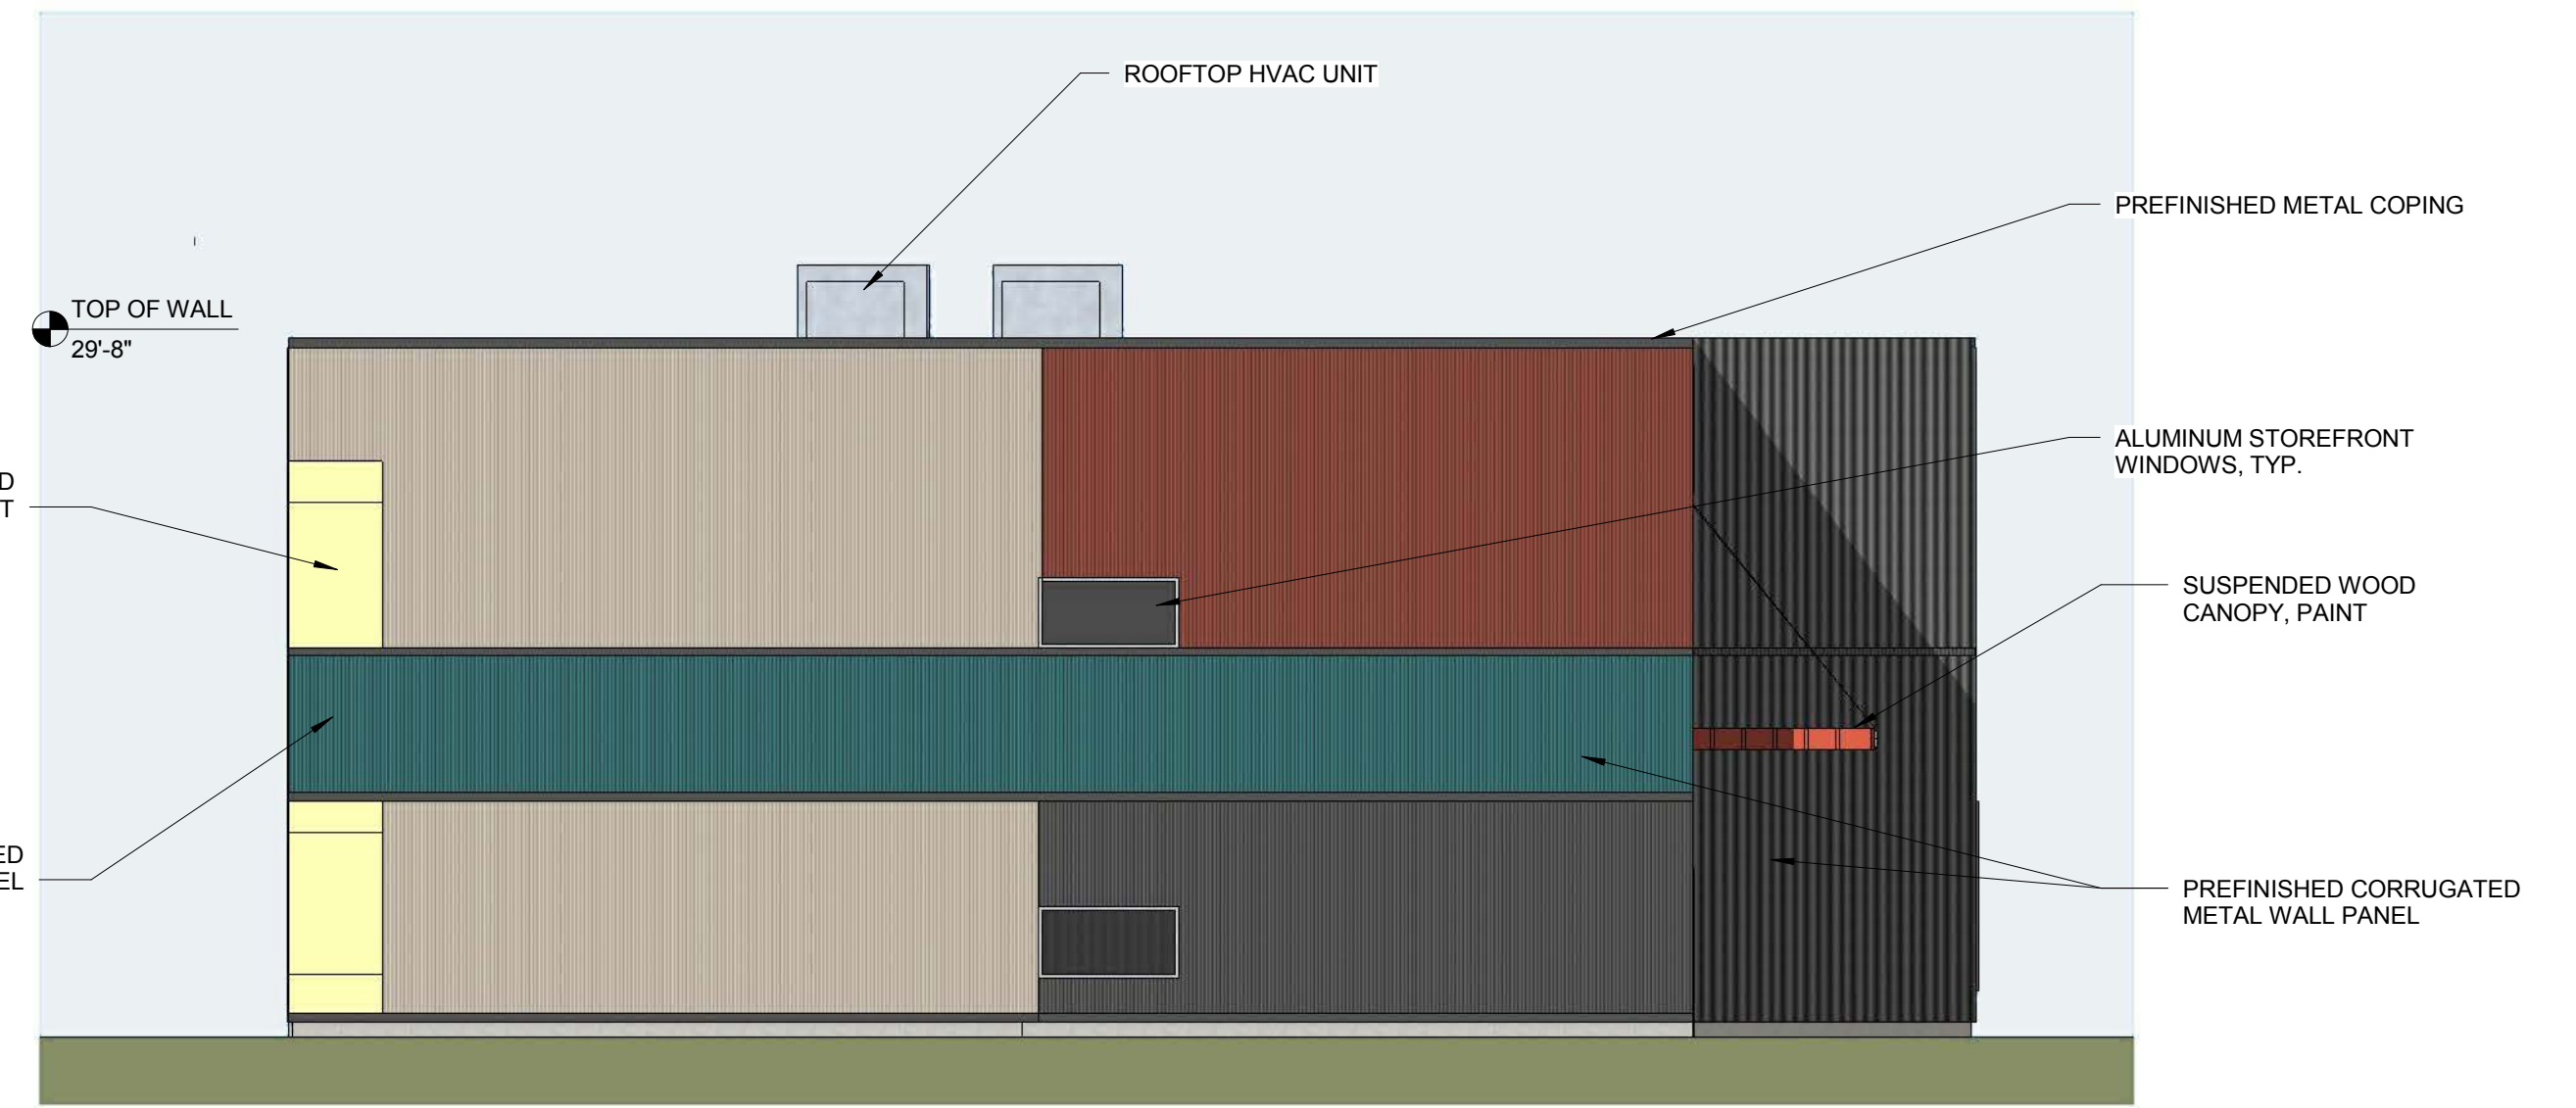 ROOFTOP HVAC UNIT
PREFINISHED METAL COPING
TOP OF WALL
29'-8"
ALUMINUM STOREFRONT
WINDOWS, TYP.
SUSPENDED WOOD
CANOPY, PAINT
PREFINISHED CORRUGATED
METAL WALL PANEL